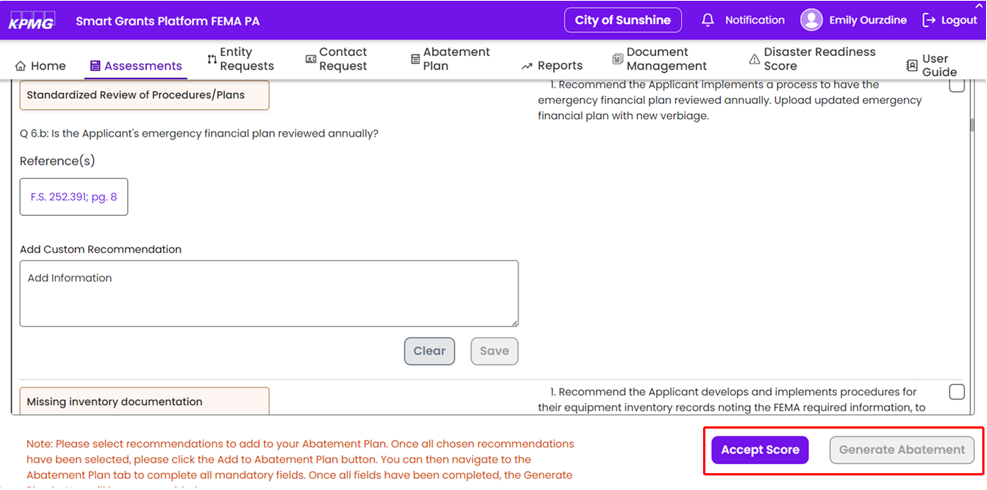 KPMG
Smart Grants Platform FEMA PA
City of Sunshine
Notification
Emily Ourzdine
Logout
Home
Assessments
Entity
Requests
Contact
Request
Abatement
Plan
Reports
Document
Management
Disaster Readiness
Score
User
Guide
Standardized Review of Procedures/Plans
1. Recommend the Applicant implements a process to have the
emergency financial plan reviewed annually. Upload updated emergency
financial plan with new verbiage.
Q 6.b: Is the Applicant's emergency financial plan reviewed annually?
Reference(s)
F.S. 252.391; pg. 8
Add Custom Recommendation
Add Information
Clear
Save
Missing inventory documentation
1. Recommend the Applicant develops and implements procedures for
their equipment inventory records noting the FEMA required information, to
Note: Please select recommendations to add to your Abatement Plan. Once all chosen recommendations
have been selected, please click the Add to Abatement Plan button. You can then navigate to the
Abatement Plan tab to complete all mandatory fields. Once all fields have been completed, the Generate
Accept Score
Generate Abatement